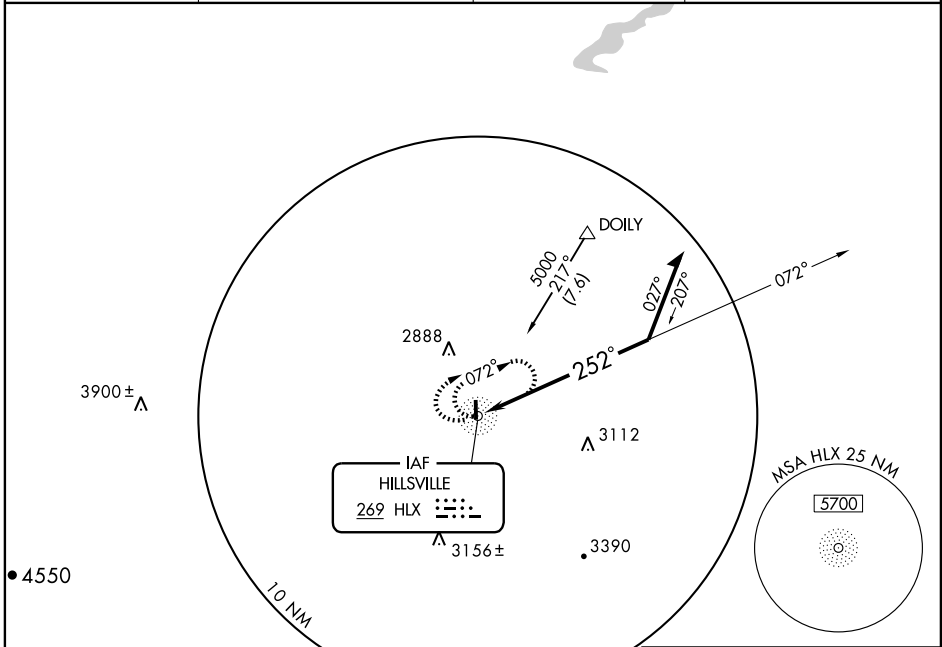 DOILY
5000
217°
(7.6)
027°
207°
072°
2888
072°
252°
3900 ±
3112
IAF
HILLSVILLE
269 HLX
3156 ±
3390
4550
10 NM
MSA HLX 25 NM
5700